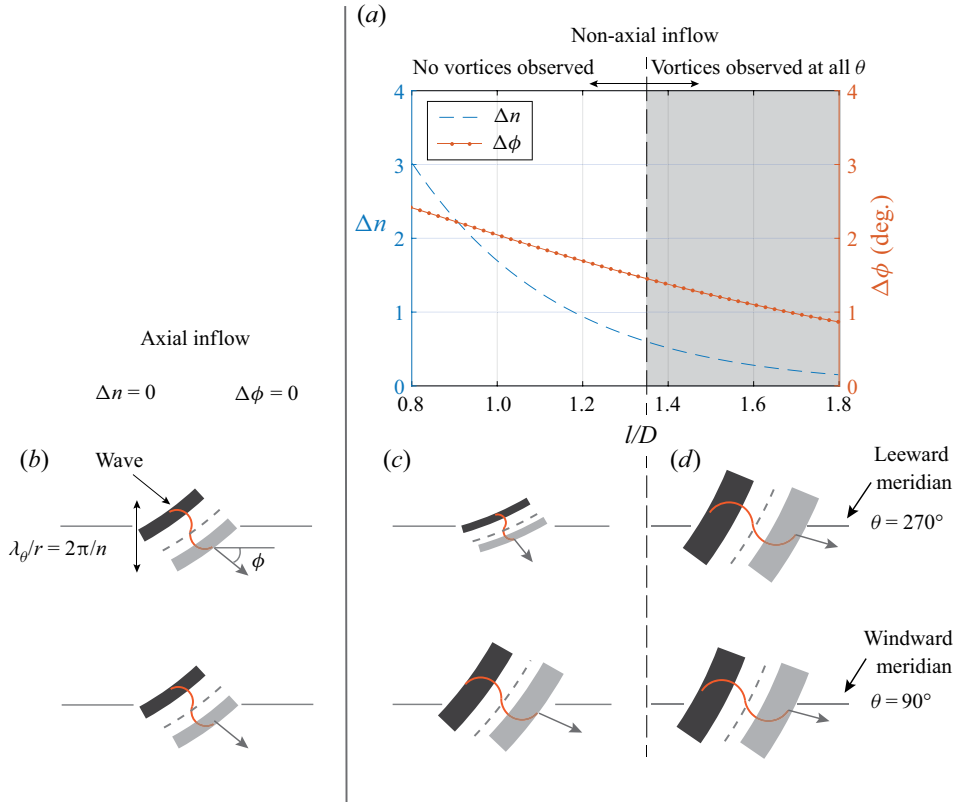 (a)
Non-axial inflow
No vortices observed
Vortices observed at all θ
4
3
2
1
0
Δn
Δn
Δϕ
4
3
2
1
0
Δϕ (deg.)
0.8
1.0
1.2
1.4
1.6
1.8
l/D
Axial inflow
Δn = 0
Δϕ = 0
(b)
Wave
λθ/r = 2π/n
ϕ
(c)
(d)
Leeward
meridian
θ = 270°
Windward
meridian
θ = 90°